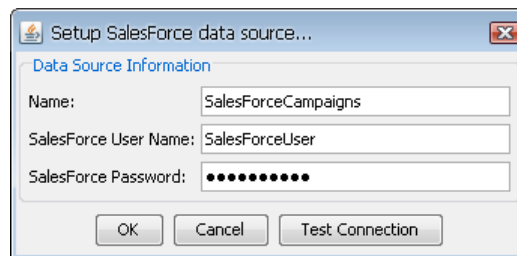 Setup SalesForce data source...
Data Source Information
Name: SalesForceCampaigns
SalesForce User Name: SalesForceUser
SalesForce Password: ●●●●●●●●●●
OK Cancel Test Connection